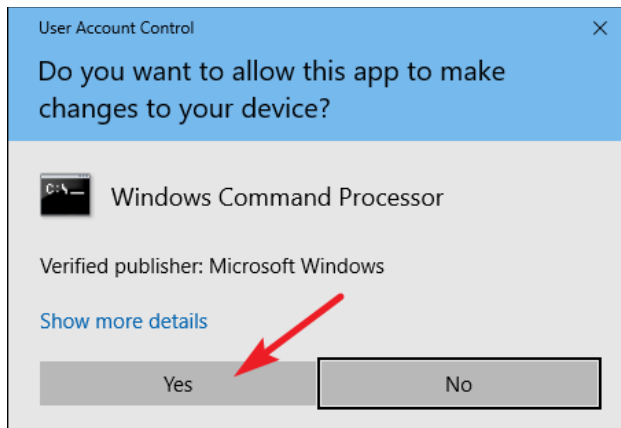 User Account Control
Do you want to allow this app to make
changes to your device?
C:\_
Windows Command Processor
Verified publisher: Microsoft Windows
Show more details
Yes
No